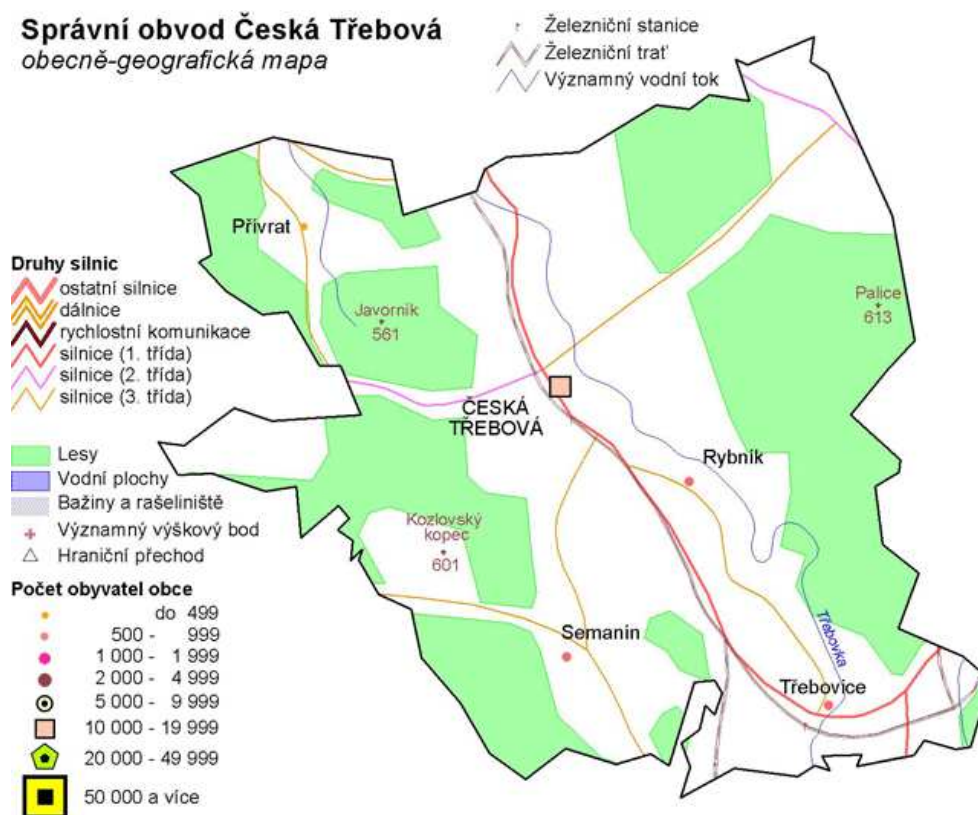 Správní obvod Česká Třebová
obecně-geografická mapa
Železniční stanice
Železniční trať
Významný vodní tok
Přívrat
Druhy silnic
ostatní silnice
dálnice
rychlostní komunikace
silnice (1. třída)
silnice (2. třída)
silnice (3. třída)
Javorník
561
Palice
613
ČESKÁ
TŘEBOVÁ
Lesy
Vodní plochy
Bažiny a rašeliniště
Významný výškový bod
Hraniční přechod
Rybník
Kozlovský
kopec
601
Počet obyvatel obce
do 499
500 - 999
1 000 - 1 999
2 000 - 4 999
5 000 - 9 999
10 000 - 19 999
20 000 - 49 999
50 000 a více
Semanín
Třebovka
Třebovice